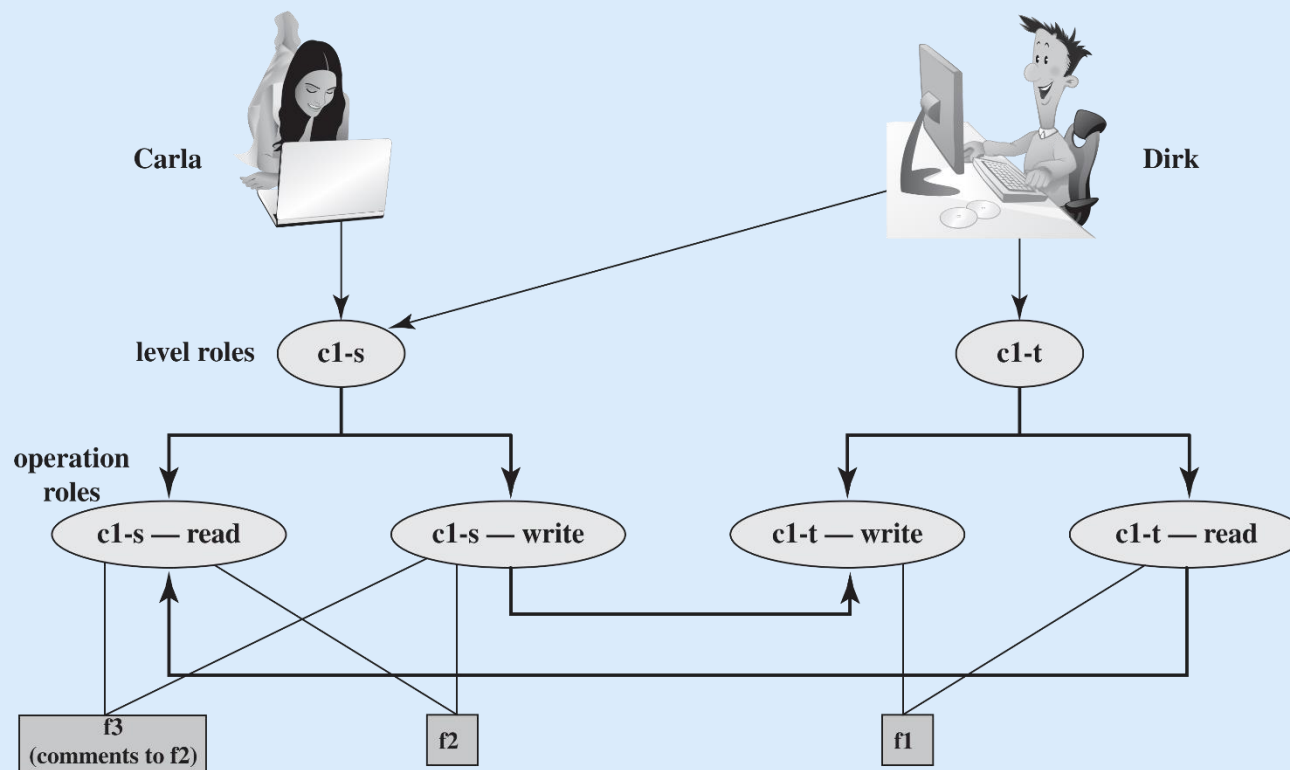 Carla
Dirk
level roles
c1-s
c1-t
operation
roles
c1-s — read
c1-s — write
c1-t — write
c1-t — read
f3
(comments to f2)
f2
f1